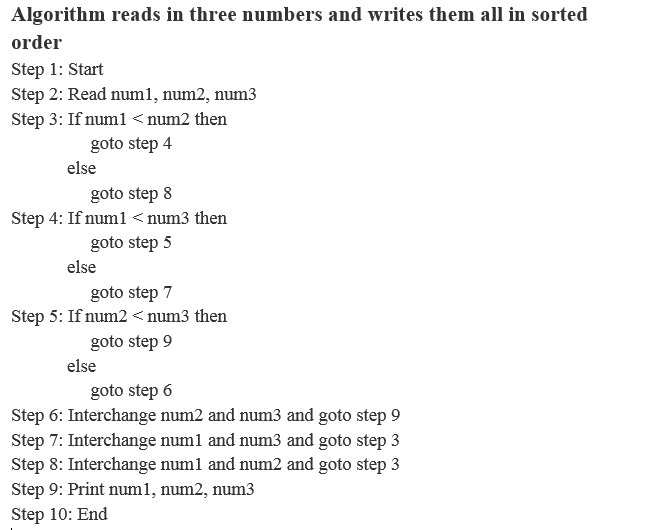 Algorithm reads in three numbers and writes them all in sorted
order
Step 1: Start
Step 2: Read num1, num2, num3
Step 3: If num1 < num2 then
goto step 4
else
goto step 8
Step 4: If num1 < num3 then
goto step 5
else
goto step 7
Step 5: If num2 < num3 then
goto step 9
else
goto step 6
Step 6: Interchange num2 and num3 and goto step 9
Step 7: Interchange num1 and num3 and goto step 3
Step 8: Interchange num1 and num2 and goto step 3
Step 9: Print num1, num2, num3
Step 10: End